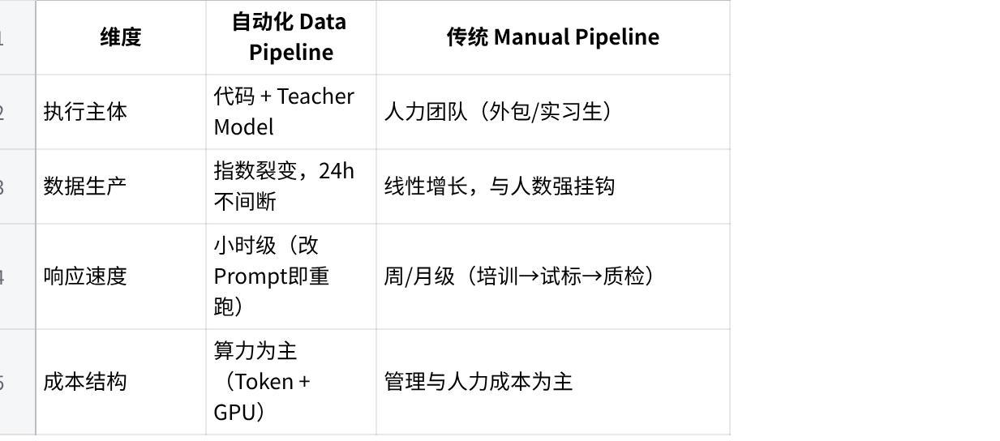 维度
自动化 Data
Pipeline
传统 Manual Pipeline
执行主体
代码 + Teacher
Model
人力团队（外包/实习生）
数据生产
指数裂变，24h
不间断
线性增长，与人数强挂钩
响应速度
小时级（改
Prompt即重
跑）
周/月级（培训→试标→质检）
成本结构
算力为主
（Token +
GPU）
管理与人力成本为主